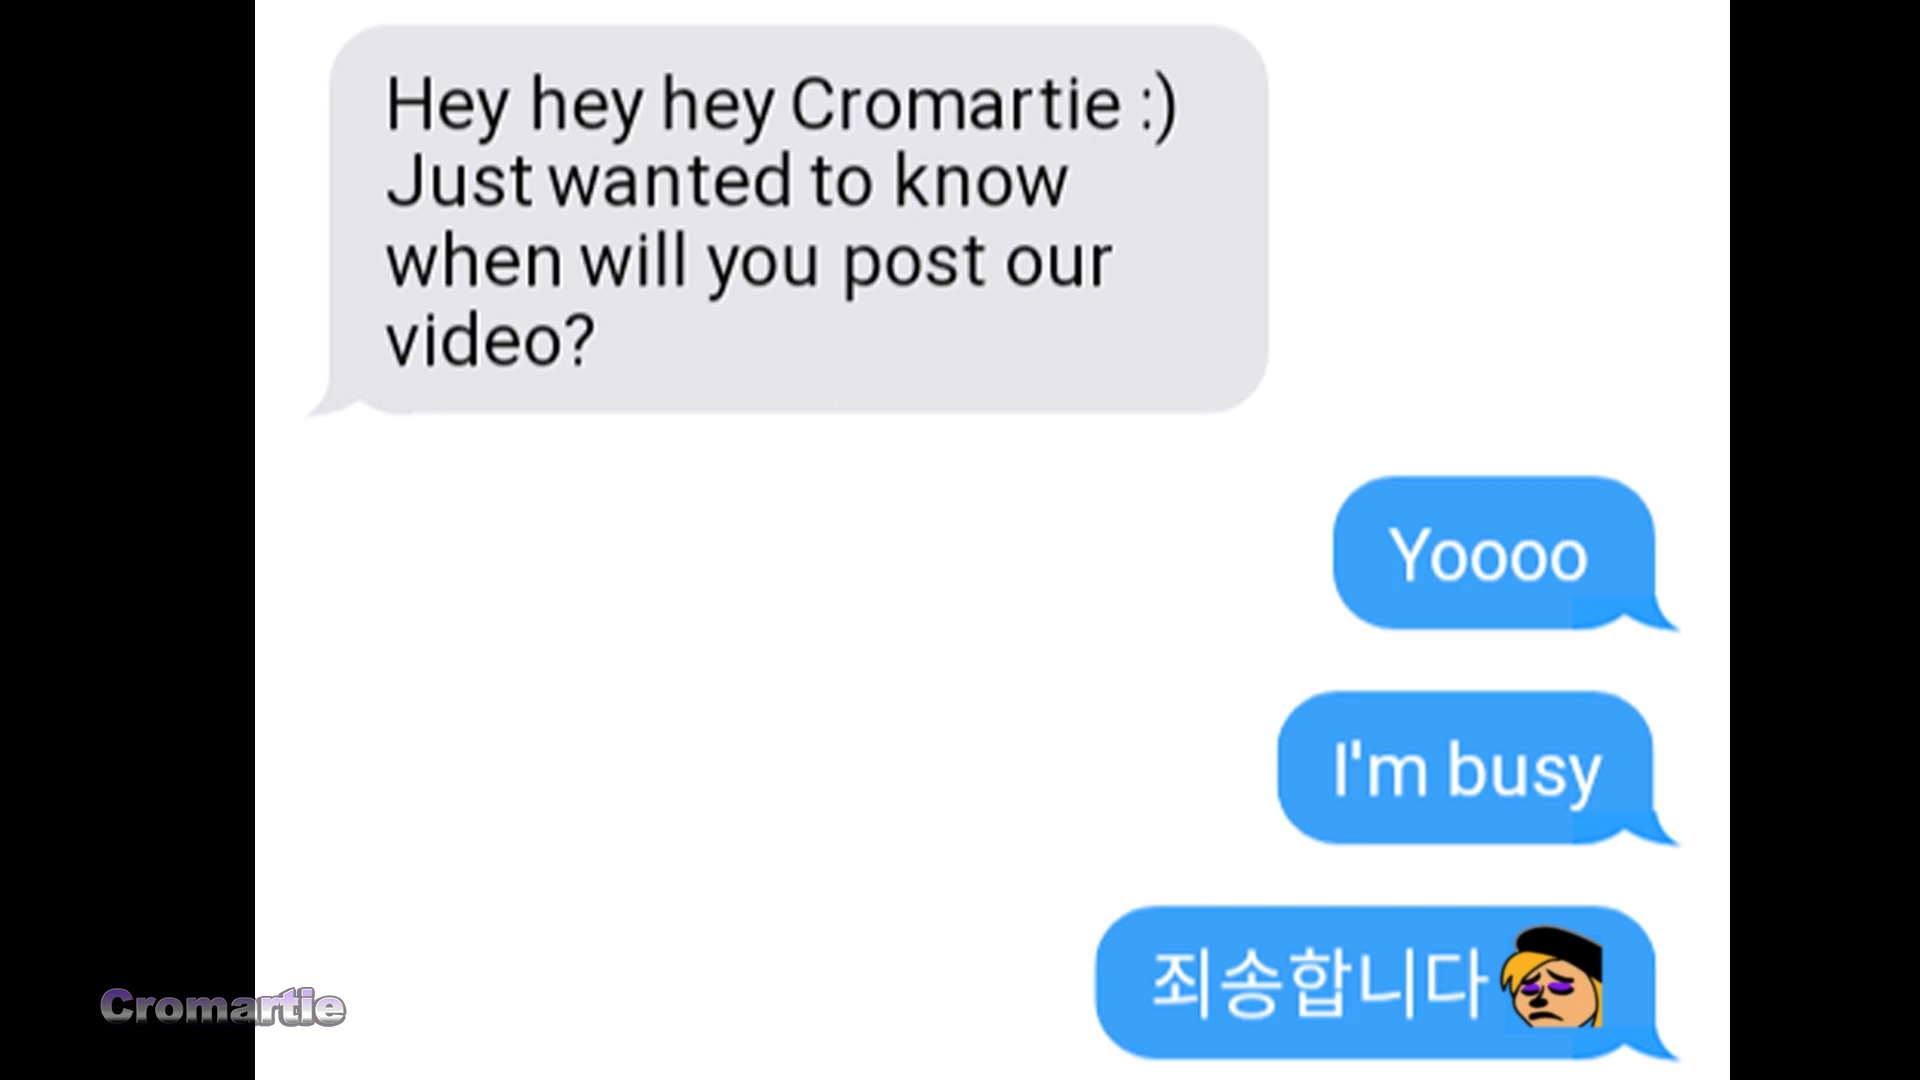 Hey hey hey Cromartie :)
Just wanted to know
when will you post our
video?
Yoooo
I'm busy
죄송합니다
Cromartie